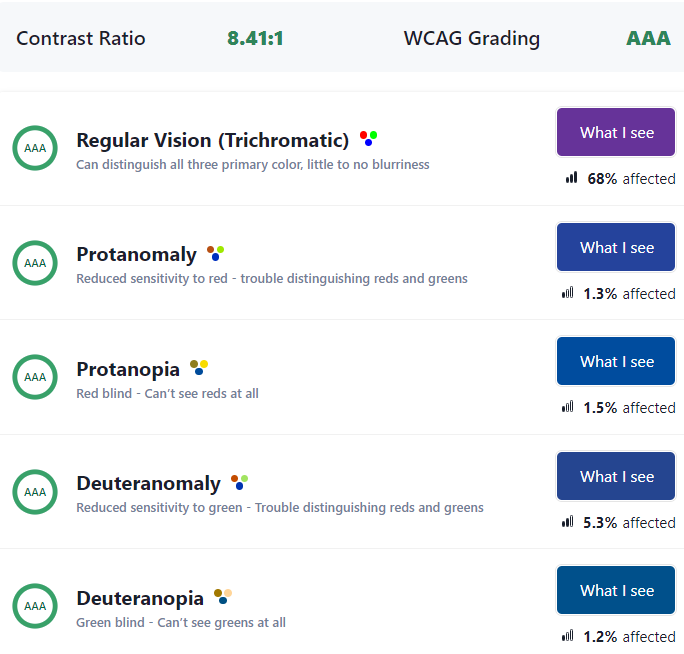 Contrast Ratio 8.41:1 WCAG Grading AAA
AAA Regular Vision (Trichromatic) What I see
Can distinguish all three primary color, little to no blurriness
68% affected
AAA Protanomaly What I see
Reduced sensitivity to red - trouble distinguishing reds and greens
1.3% affected
AAA Protanopia What I see
Red blind - Can’t see reds at all
1.5% affected
AAA Deuteranomaly What I see
Reduced sensitivity to green - Trouble distinguishing reds and greens
5.3% affected
AAA Deuteranopia What I see
Green blind - Can’t see greens at all
1.2% affected